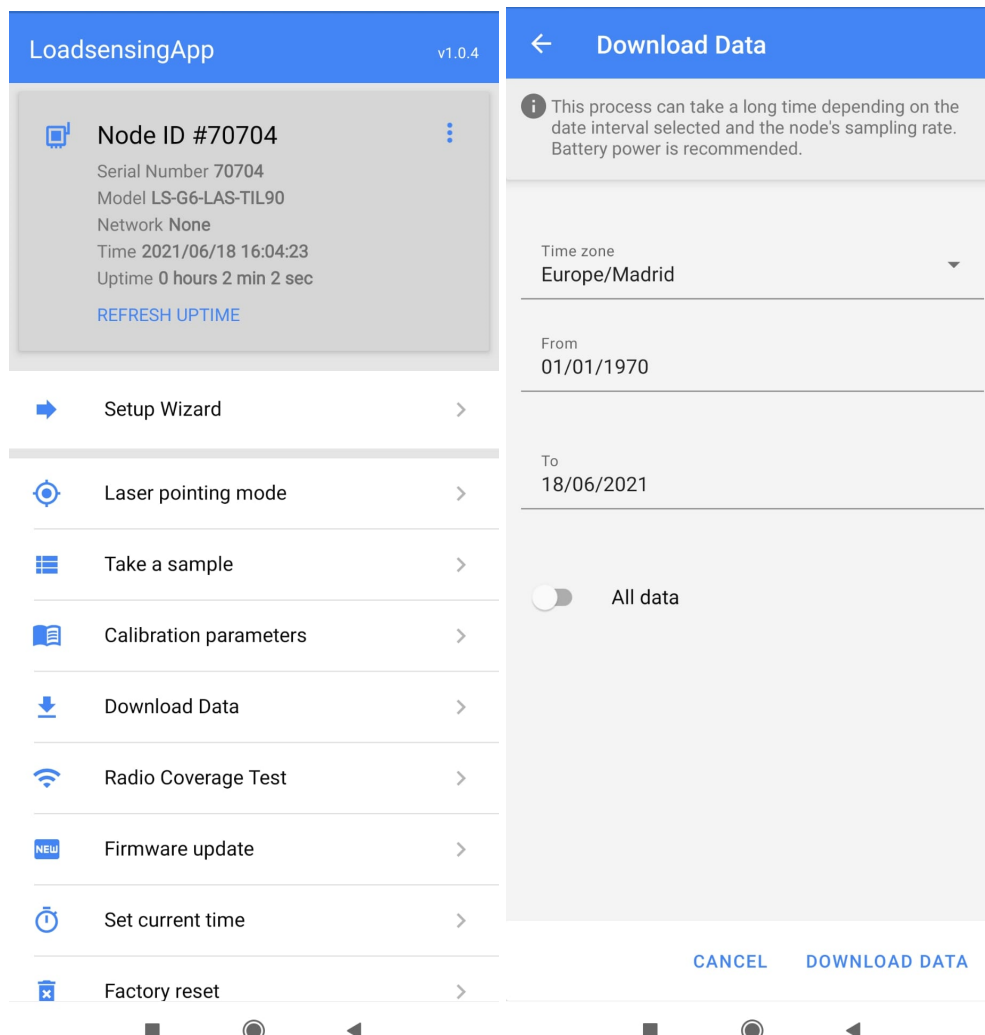 LoadsensingApp
v1.0.4
Node ID #70704
Serial Number 70704
Model LS-G6-LAS-TIL90
Network None
Time 2021/06/18 16:04:23
Uptime 0 hours 2 min 2 sec
REFRESH UPTIME
Setup Wizard
Laser pointing mode
Take a sample
Calibration parameters
Download Data
Radio Coverage Test
NEW
Firmware update
Set current time
Factory reset
Download Data
This process can take a long time depending on the
date interval selected and the node's sampling rate.
Battery power is recommended.
Time zone
Europe/Madrid
From
01/01/1970
To
18/06/2021
All data
CANCEL
DOWNLOAD DATA